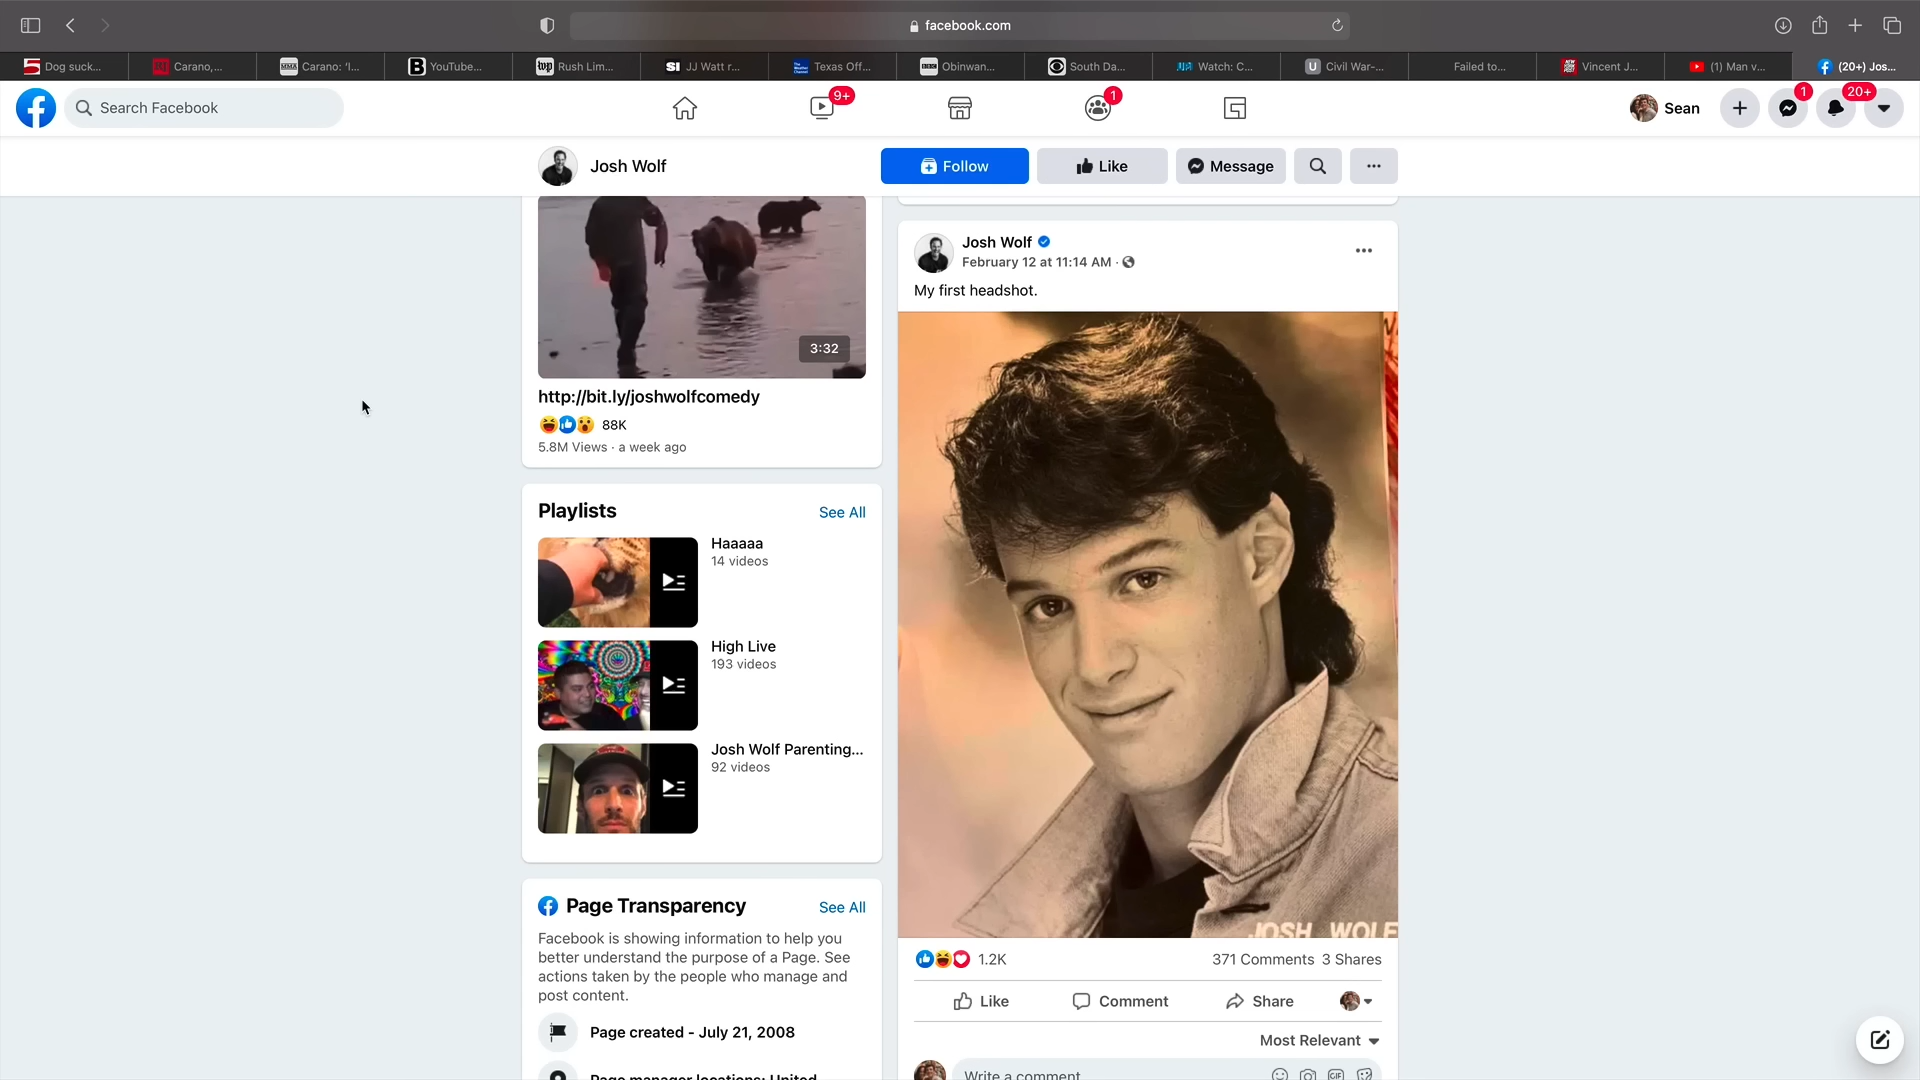 facebook.com
Dog suck...
Carano,...
Carano: 'I...
YouTube...
Rush Lim...
JJ Watt r...
Texas Off...
Obinwan...
South Da...
Watch: C...
Civil War-...
Failed to...
Vincent J...
(1) Man v...
(20+) Jos...
Search Facebook
9+
1
Sean
1
20+
Josh Wolf
Follow
Like
Message
3:32
http://bit.ly/joshwolfcomedy
88K
5.8M Views · a week ago
Playlists
See All
Haaaaa
14 videos
High Live
193 videos
Josh Wolf Parenting...
92 videos
Page Transparency
See All
Facebook is showing information to help you
better understand the purpose of a Page. See
actions taken by the people who manage and
post content.
Page created - July 21, 2008
Page manager locations: United
Josh Wolf
February 12 at 11:14 AM ·
My first headshot.
JOSH WOLF
1.2K
371 Comments 3 Shares
Like
Comment
Share
Most Relevant
Write a comment
GIF